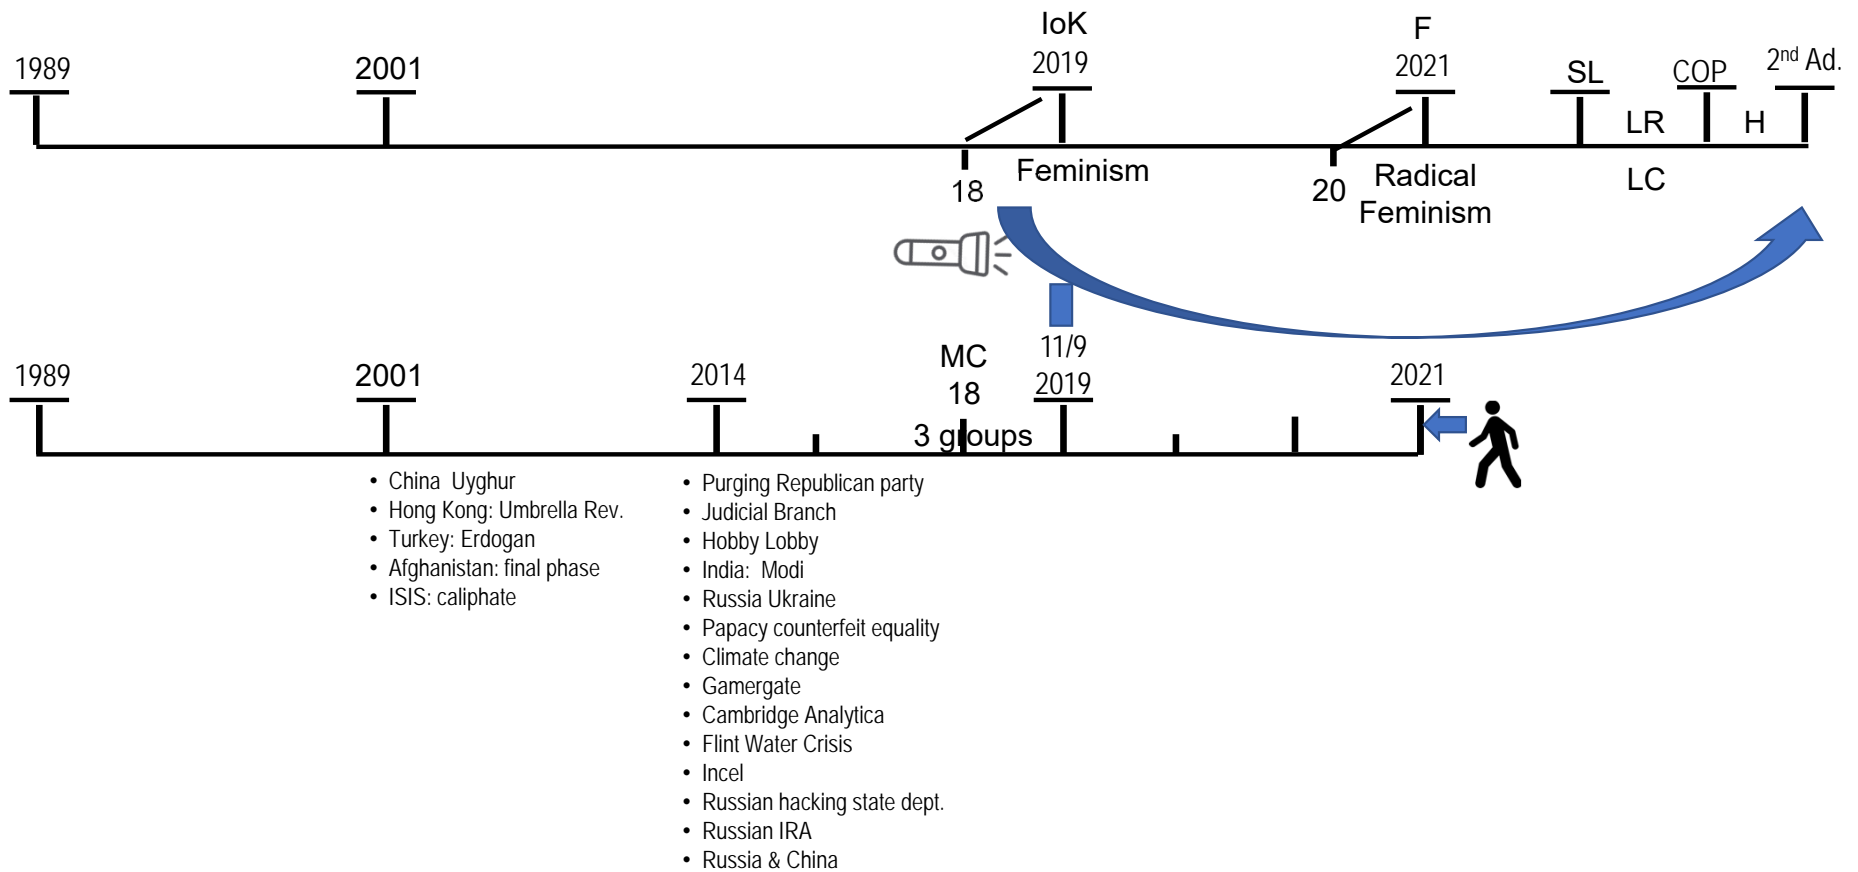 IoK
F
1989
2001
2019
2021
SL
COP
2nd Ad.
LR
H
18
Feminism
20
Radical
Feminism
LC
11/9
MC
1989
2001
2014
18
2019
2021
3 groups
• China  Uyghur
• Hong Kong: Umbrella Rev.
• Turkey: Erdogan
• Afghanistan: final phase
• ISIS: caliphate
• Purging Republican party
• Judicial Branch
• Hobby Lobby
• India:  Modi
• Russia Ukraine
• Papacy counterfeit equality
• Climate change
• Gamergate
• Cambridge Analytica
• Flint Water Crisis
• Incel
• Russian hacking state dept.
• Russian IRA
• Russia & China